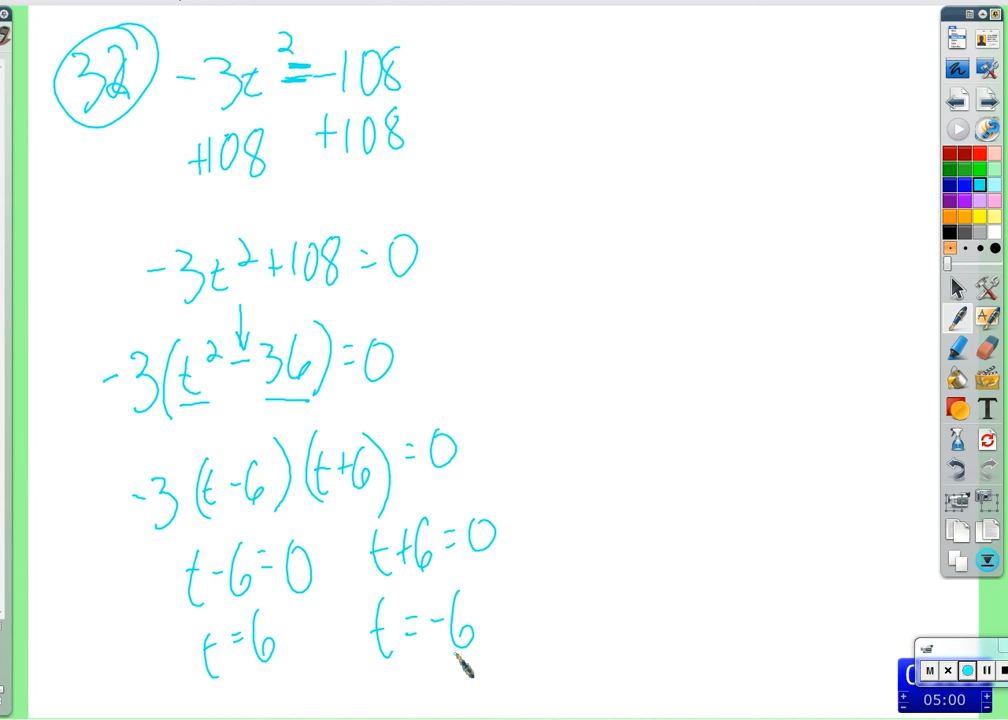 32 -3t² = -108
+108 +108
-3t² + 108 = 0
-3(t² - 36) = 0
-3(t - 6)(t + 6) = 0
t - 6 = 0 t + 6 = 0
t = 6 t = -6
M
T
A
05:00